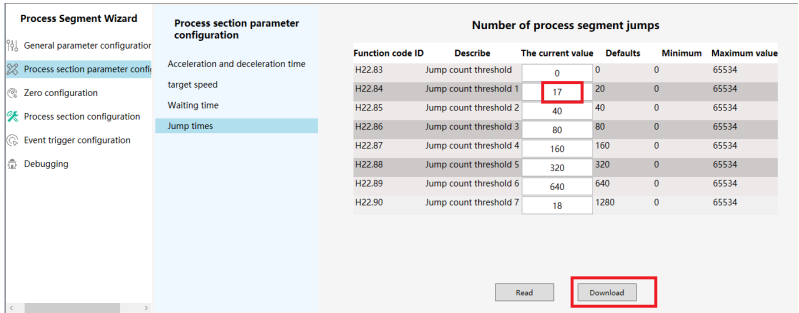 Process Segment Wizard
General parameter configuration
Process section parameter config
Zero configuration
Process section configuration
Event trigger configuration
Debugging
Process section parameter
configuration
Acceleration and deceleration time
target speed
Waiting time
Jump times
Number of process segment jumps
Function code ID Describe The current value Defaults Minimum Maximum value
H22.83 Jump count threshold 0 0 0 65534
H22.84 Jump count threshold 1 17 20 0 65534
H22.85 Jump count threshold 2 40 40 0 65534
H22.86 Jump count threshold 3 80 80 0 65534
H22.87 Jump count threshold 4 160 160 0 65534
H22.88 Jump count threshold 5 320 320 0 65534
H22.89 Jump count threshold 6 640 640 0 65534
H22.90 Jump count threshold 7 18 1280 0 65534
Read Download